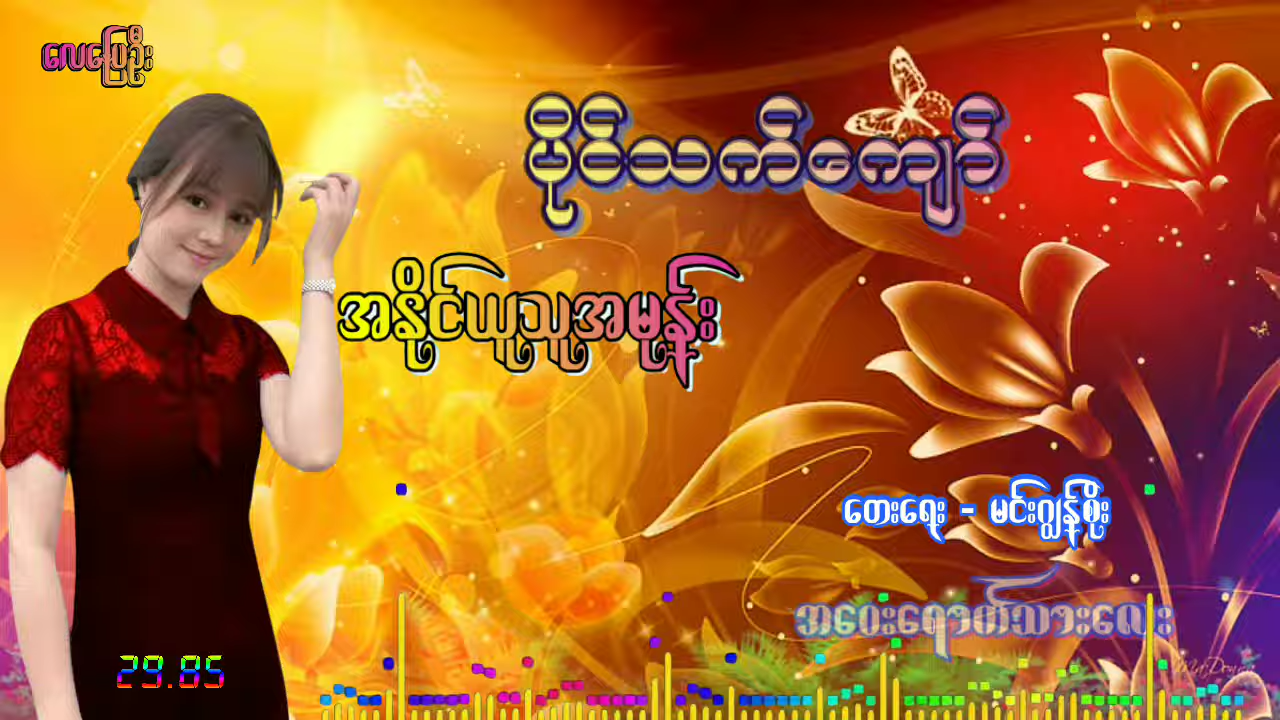 လေပြေဦး
ပိုင်သက်ကျော်
အနိုင်ယူသူအမုန်း
တေးရေး - မင်းဂျွန်စိုး
အဝေးရောက်သားလေး
29.85